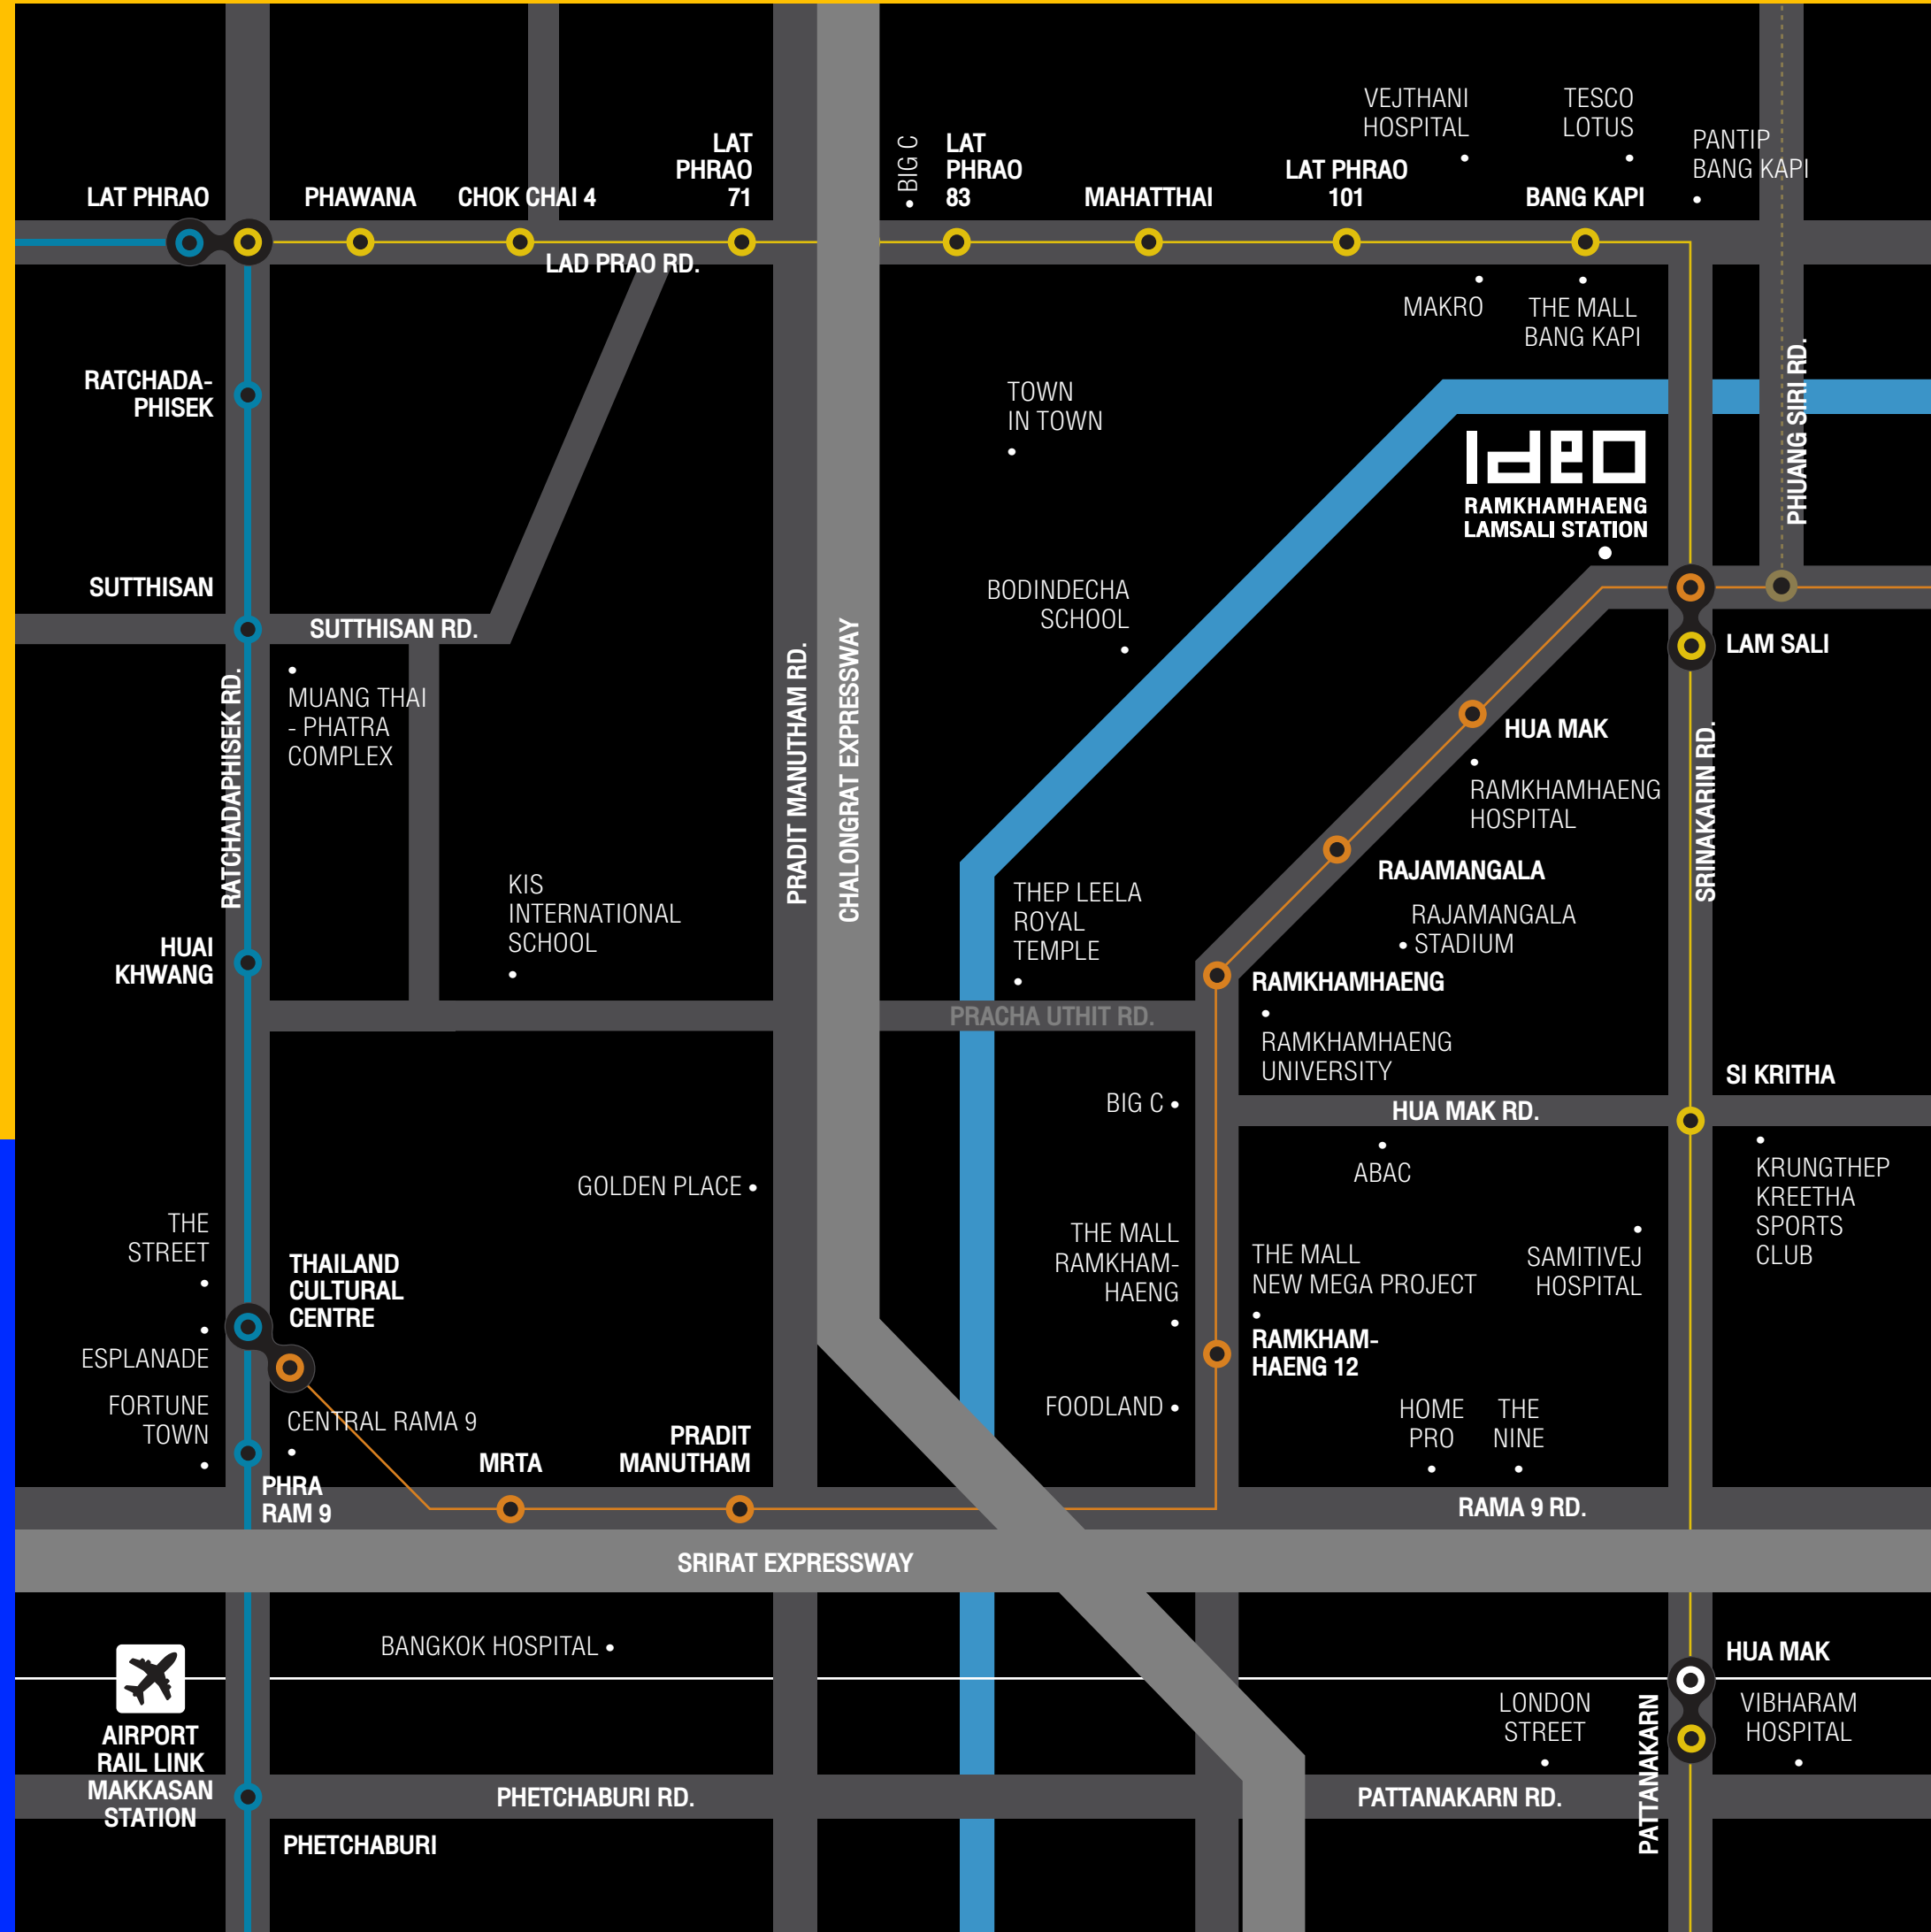 VEJTHANI
HOSPITAL
TESCO
LOTUS
PANTIP
BANG KAPI
LAT
PHRAO
71
BIG C
LAT
PHRAO
83
LAT PHRAO
101
LAT PHRAO
PHAWANA
CHOK CHAI 4
MAHATTHAI
BANG KAPI
LAD PRAO RD.
MAKRO
THE MALL
BANG KAPI
RATCHADA-
PHISEK
TOWN
IN TOWN
PHUANG SIRI RD.
Ideo
RAMKHAMHAENG
LAMSALI STATION
SUTTHISAN
SUTTHISAN RD.
BODINDECHA
SCHOOL
LAM SALI
MUANG THAI
- PHATRA
COMPLEX
RATCHADAPHISEK RD.
PRADIT MANUTHAM RD.
CHALONGRAT EXPRESSWAY
HUA MAK
RAMKHAMHAENG
HOSPITAL
SRINAKARIN RD.
RAJAMANGALA
RAJAMANGALA
STADIUM
KIS
INTERNATIONAL
SCHOOL
THEP LEELA
ROYAL
TEMPLE
HUAI
KHWANG
RAMKHAMHAENG
PRACHA UTHIT RD.
RAMKHAMHAENG
UNIVERSITY
SI KRITHA
BIG C
HUA MAK RD.
ABAC
KRUNGTHEP
KREETHA
SPORTS
CLUB
GOLDEN PLACE
THE
STREET
THAILAND
CULTURAL
CENTRE
THE MALL
RAMKHAM-
HAENG
THE MALL
NEW MEGA PROJECT
SAMITIVEJ
HOSPITAL
ESPLANADE
RAMKHAM-
HAENG 12
FORTUNE
TOWN
CENTRAL RAMA 9
FOODLAND
HOME
PRO
THE
NINE
MRTA
PRADIT
MANUTHAM
PHRA
RAM 9
RAMA 9 RD.
SRIRAT EXPRESSWAY
BANGKOK HOSPITAL
HUA MAK
LONDON
STREET
PATTANAKARN
VIBHARAM
HOSPITAL
AIRPORT
RAIL LINK
MAKKASAN
STATION
PHETCHABURI RD.
PATTANAKARN RD.
PHETCHABURI